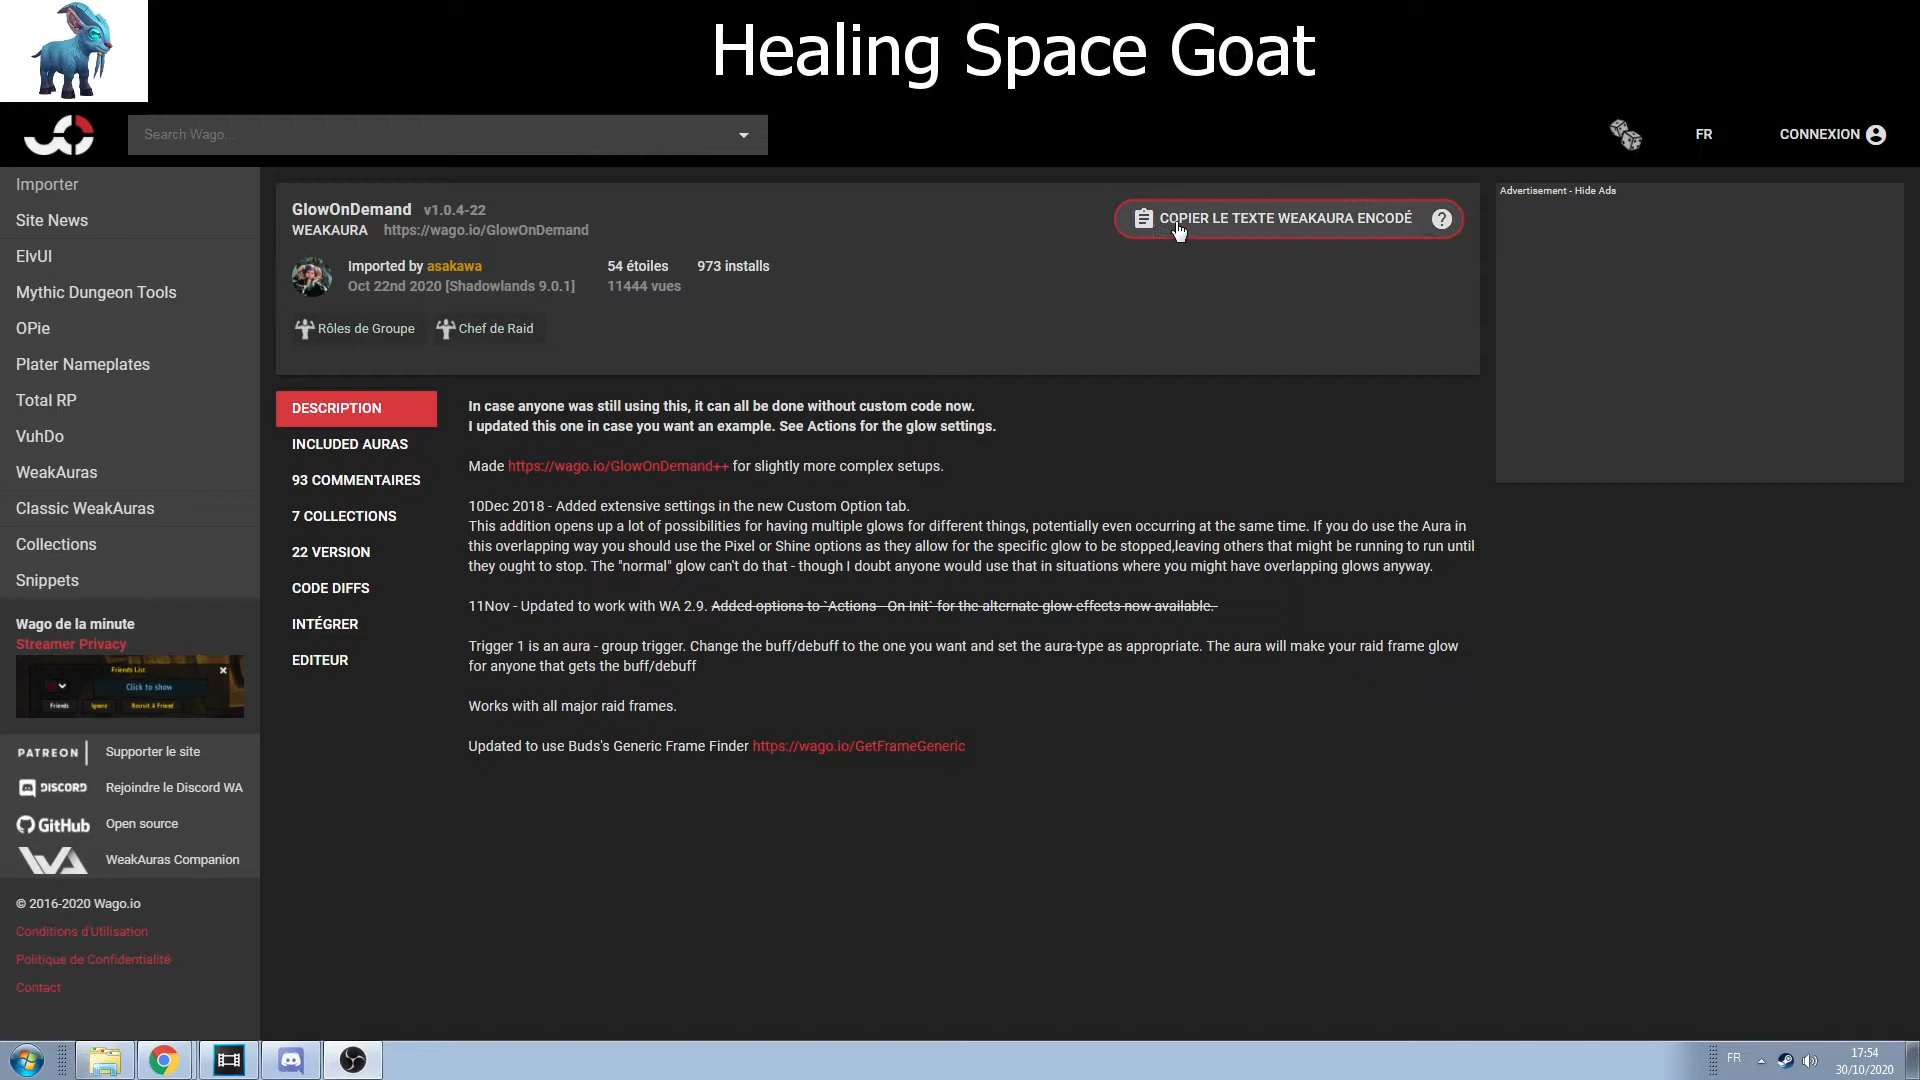 Healing Space Goat
Search Wago...
FR
CONNEXION
Importer
Site News
ElvUI
Mythic Dungeon Tools
OPie
Plater Nameplates
Total RP
VuhDo
WeakAuras
Classic WeakAuras
Collections
Snippets
Wago de la minute
Streamer Privacy
Friends List
Click to show
Friends Ignore Recruit A Friend
PATREON Supporter le site
DISCORD Rejoindre le Discord WA
GitHub Open source
WeakAuras Companion
© 2016-2020 Wago.io
Conditions d'Utilisation
Politique de Confidentialité
Contact
GlowOnDemand v1.0.4-22
WEAKAURA https://wago.io/GlowOnDemand
COPIER LE TEXTE WEAKAURA ENCODÉ ?
Imported by asakawa 54 étoiles 973 installs
Oct 22nd 2020 [Shadowlands 9.0.1] 11444 vues
Rôles de Groupe Chef de Raid
DESCRIPTION
INCLUDED AURAS
93 COMMENTAIRES
7 COLLECTIONS
22 VERSION
CODE DIFFS
INTÉGRER
EDITEUR
In case anyone was still using this, it can all be done without custom code now.
I updated this one in case you want an example. See Actions for the glow settings.
Made https://wago.io/GlowOnDemand++ for slightly more complex setups.
10Dec 2018 - Added extensive settings in the new Custom Option tab.
This addition opens up a lot of possibilities for having multiple glows for different things, potentially even occurring at the same time. If you do use the Aura in
this overlapping way you should use the Pixel or Shine options as they allow for the specific glow to be stopped,leaving others that might be running to run until
they ought to stop. The "normal" glow can't do that - though I doubt anyone would use that in situations where you might have overlapping glows anyway.
11Nov - Updated to work with WA 2.9. Added options to `Actions - On Init` for the alternate glow effects now available.
Trigger 1 is an aura - group trigger. Change the buff/debuff to the one you want and set the aura-type as appropriate. The aura will make your raid frame glow
for anyone that gets the buff/debuff
Works with all major raid frames.
Updated to use Buds's Generic Frame Finder https://wago.io/GetFrameGeneric
Advertisement - Hide Ads
FR
17:54
30/10/2020